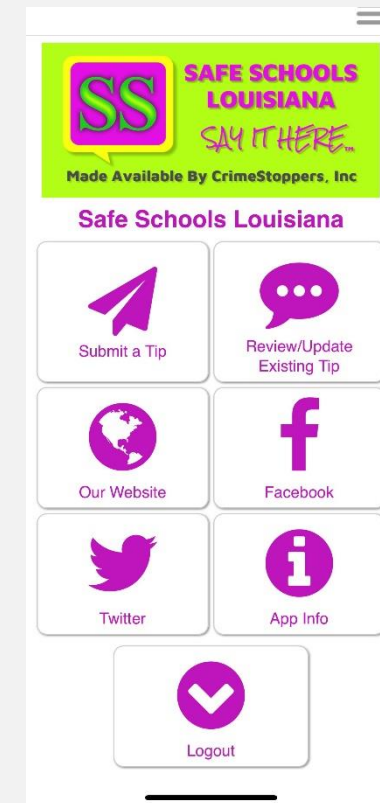 SS
SAFE SCHOOLS
LOUISIANA
SAY IT HERE™
Made Available By CrimeStoppers, Inc
Safe Schools Louisiana
Submit a Tip
Review/Update
Existing Tip
Our Website
Facebook
Twitter
App Info
Logout